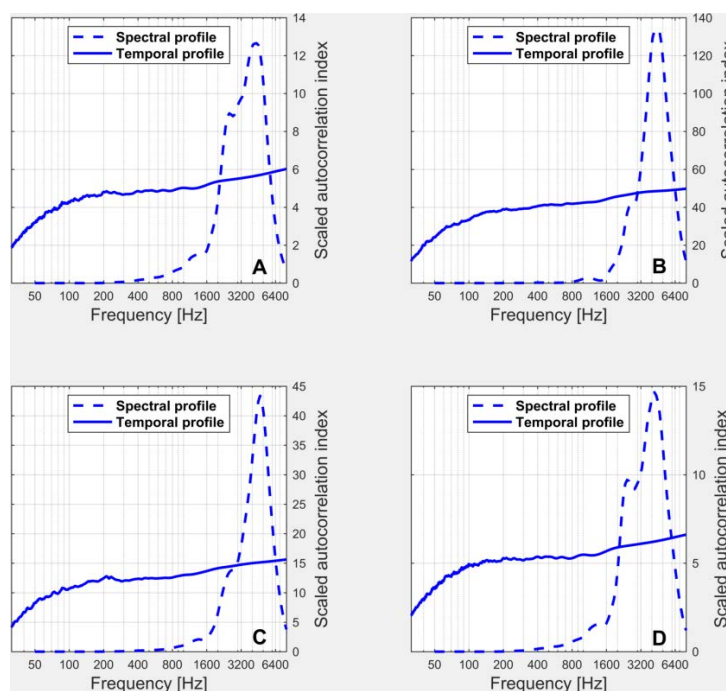 Spectral profile
Temporal profile
14
12
10
8
6
4
2
0
Scaled autocorrelation index
A
50 100 200 400 800 1600 3200 6400
Frequency [Hz]
Spectral profile
Temporal profile
140
120
100
80
60
40
20
0
Scaled autocorrelation index
B
50 100 200 400 800 1600 3200 6400
Frequency [Hz]
Spectral profile
Temporal profile
45
40
35
30
25
20
15
10
5
0
Scaled autocorrelation index
C
50 100 200 400 800 1600 3200 6400
Frequency [Hz]
Spectral profile
Temporal profile
15
10
5
0
Scaled autocorrelation index
D
50 100 200 400 800 1600 3200 6400
Frequency [Hz]